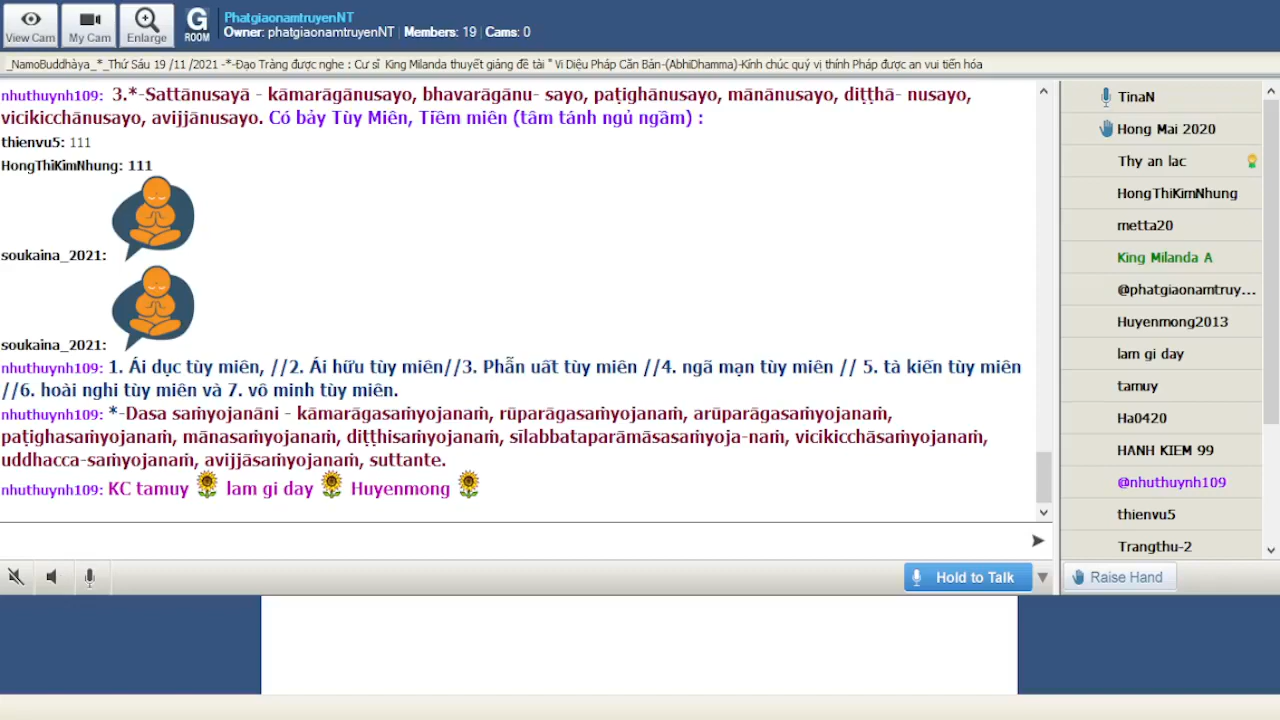 View Cam
My Cam
Enlarge
G
ROOM
PhatgiaonamtruyenNT
Owner: phatgiaonamtruyenNT | Members: 19 | Cams: 0
_NamoBuddhàya_*_Thứ Sáu 19 /11 /2021 -*-Đạo Tràng được nghe : Cư sĩ King Milanda thuyết giảng đề tài " Vi Diệu Pháp Căn Bản-(AbhiDhamma)-Kính chúc quý vị thính Pháp được an vui tiến hóa
nhuthuynh109: 3.*-Sattānusayā - kāmarāgānusayo, bhavarāgānu- sayo, paṭighānusayo, mānānusayo, diṭṭhā- nusayo,
vicikicchānusayo, avijjānusayo. Có bảy Tùy Miên, Tiềm miên (tâm tánh ngủ ngầm) :
thienvu5: 111
HongThiKimNhung: 111
soukaina_2021:
soukaina_2021:
nhuthuynh109: 1. Ái dục tùy miên, //2. Ái hữu tùy miên//3. Phẫn uất tùy miên //4. ngã mạn tùy miên // 5. tà kiến tùy miên
//6. hoài nghi tùy miên và 7. vô minh tùy miên.
nhuthuynh109: *-Dasa saṁyojanāni - kāmarāgasaṁyojanaṁ, rūparāgasaṁyojanaṁ, arūparāgasaṁyojanaṁ,
paṭighasaṁyojanaṁ, mānasaṁyojanaṁ, diṭṭhisaṁyojanaṁ, sīlabbataparāmāsasaṁyoja-naṁ, vicikicchāsaṁyojanaṁ,
uddhacca-saṁyojanaṁ, avijjāsaṁyojanaṁ, suttante.
nhuthuynh109: KC tamuy lam gi day Huyenmong
TinaN
Hong Mai 2020
Thy an lac
HongThiKimNhung
metta20
King Milanda A
@phatgiaonamtruy...
Huyenmong2013
lam gi day
tamuy
Ha0420
HANH KIEM 99
@nhuthuynh109
thienvu5
Trangthu-2
Hold to Talk
Raise Hand